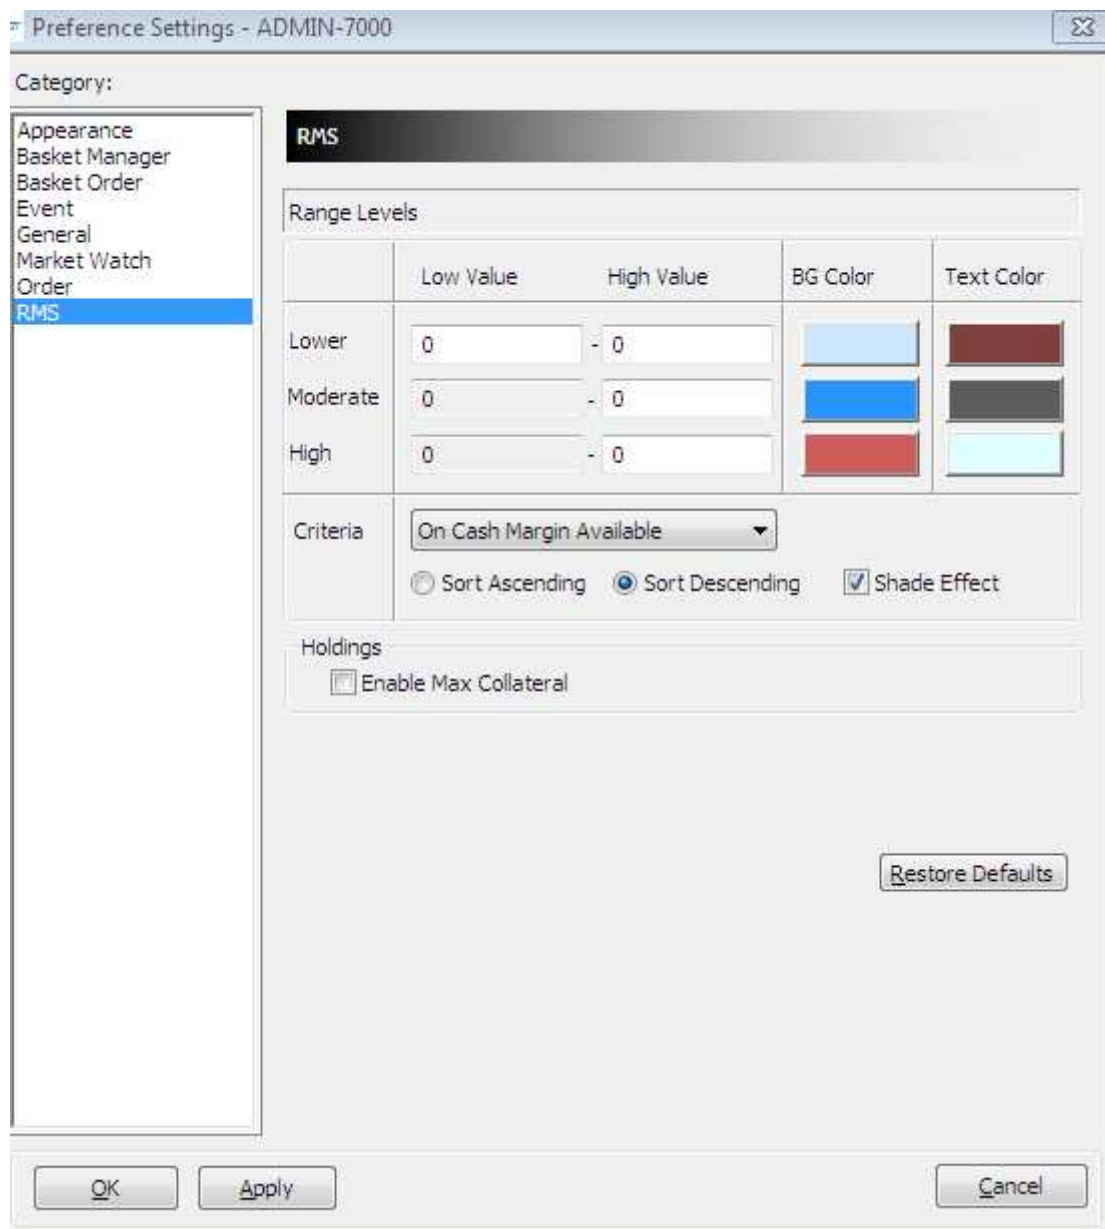 Preference Settings - ADMIN-7000
Category:
Appearance
Basket Manager
Basket Order
Event
General
Market Watch
Order
RMS
RMS
Range Levels
Low Value High Value BG Color Text Color
Lower 0 - 0
Moderate 0 - 0
High 0 - 0
Criteria On Cash Margin Available
Sort Ascending Sort Descending Shade Effect
Holdings
Enable Max Collateral
Restore Defaults
OK Apply Cancel